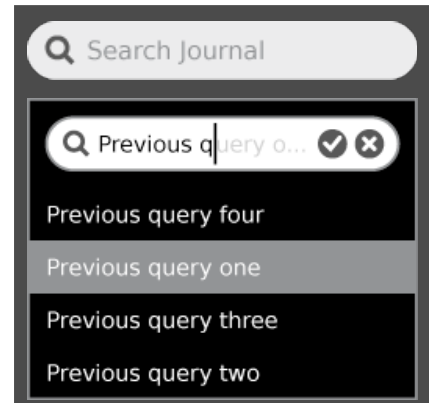 Search Journal
Previous query o...
Previous query four
Previous query one
Previous query three
Previous query two